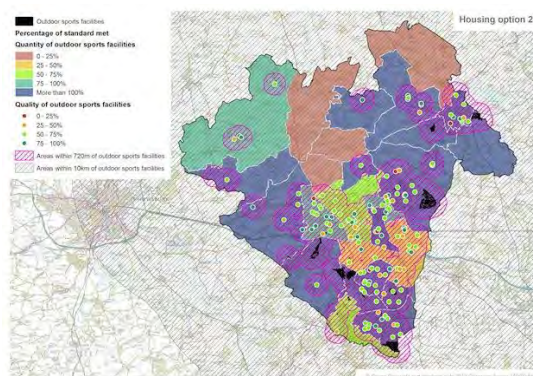 Outdoor sports facilities
Percentage of standard met
Quantity of outdoor sports facilities
0 - 25%
25 - 50%
50 - 75%
75 - 100%
More than 100%
Quality of outdoor sports facilities
0 - 25%
25 - 50%
50 - 75%
75 - 100%
Areas within 720m of outdoor sports facilities
Areas within 10km of outdoor sports facilities
Housing option 2